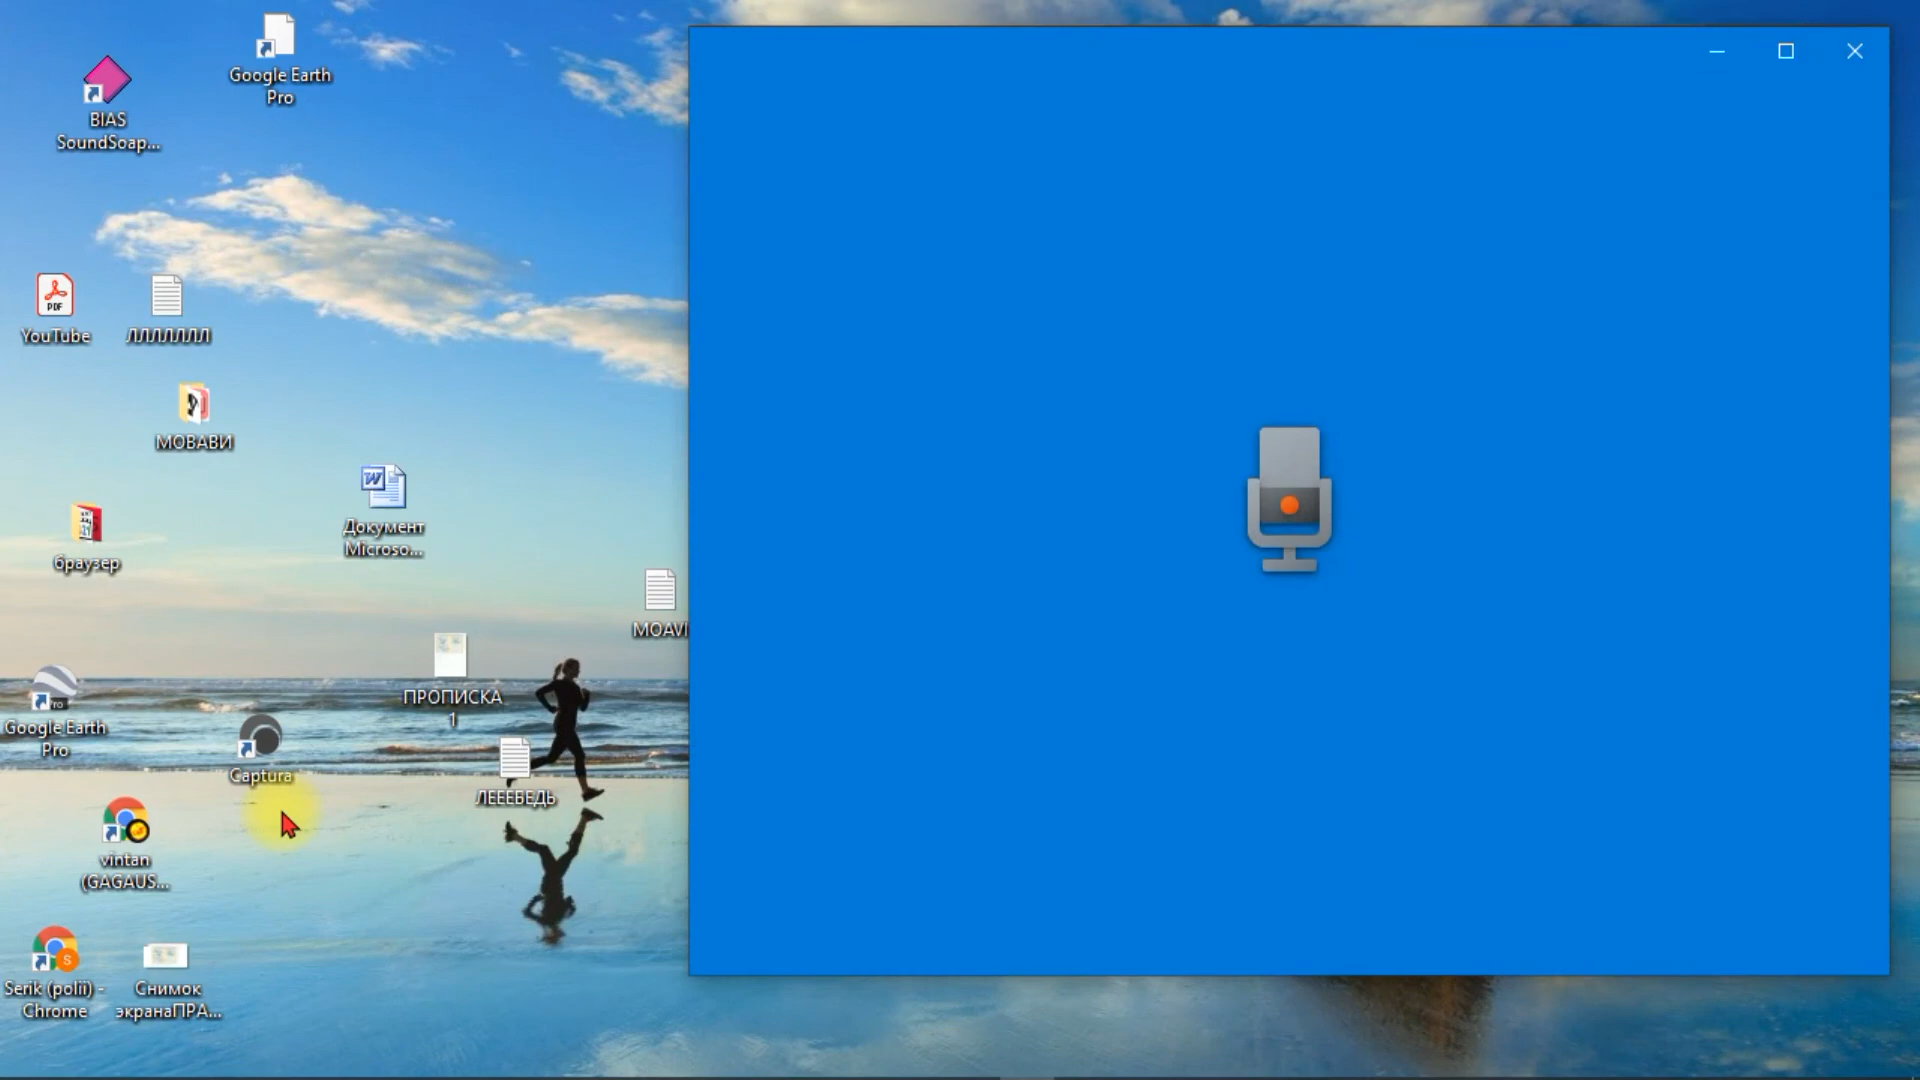 Google Earth
Pro
BIAS
SoundSoap...
PDF
YouTube
ЛЛЛЛЛЛЛ
МОВАВИ
W
Документ
Microso...
браузер
MOAVI
ПРОПИСКА
1
Google Earth
Pro
Captura
ЛЕЕЕБЕДЬ
vintan
(GAGAUS...
S
Serik (polii) -
Chrome
Снимок
экранаПРА...